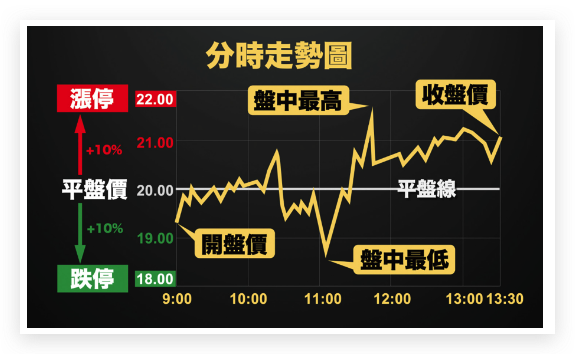 分時走勢圖
漲停
22.00
盤中最高
收盤價
+10%
21.00
平盤價
20.00
平盤線
+10%
19.00
開盤價
盤中最低
跌停
18.00
9:00
10:00
11:00
12:00
13:00
13:30